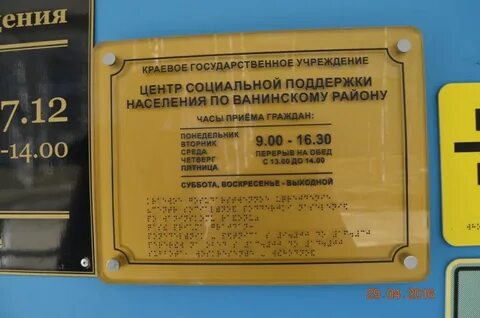 7.12
-14.00
КРАЕВОЕ ГОСУДАРСТВЕННОЕ УЧРЕЖДЕНИЕ
ЦЕНТР СОЦИАЛЬНОЙ ПОДДЕРЖКИ
НАСЕЛЕНИЯ ПО ВАНИНСКОМУ РАЙОНУ
ЧАСЫ ПРИЁМА ГРАЖДАН:
ПОНЕДЕЛЬНИК
ВТОРНИК
СРЕДА
ЧЕТВЕРГ
ПЯТНИЦА
9.00 - 16.30
ПЕРЕРЫВ НА ОБЕД
С 13.00 ДО 14.00
СУББОТА, ВОСКРЕСЕНЬЕ - ВЫХОДНОЙ
29.04.2016